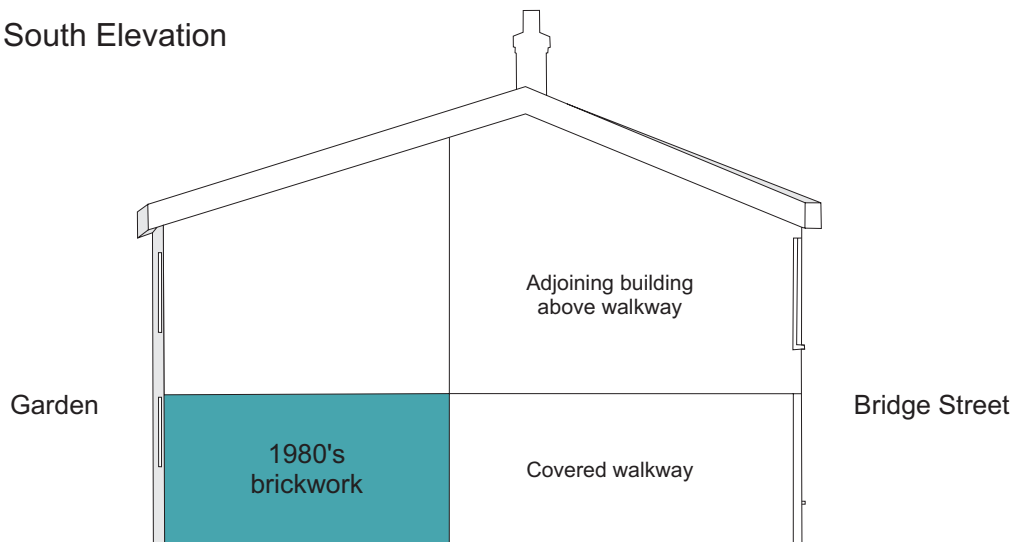 South Elevation
Adjoining building
above walkway
Garden
Bridge Street
1980's
brickwork
Covered walkway